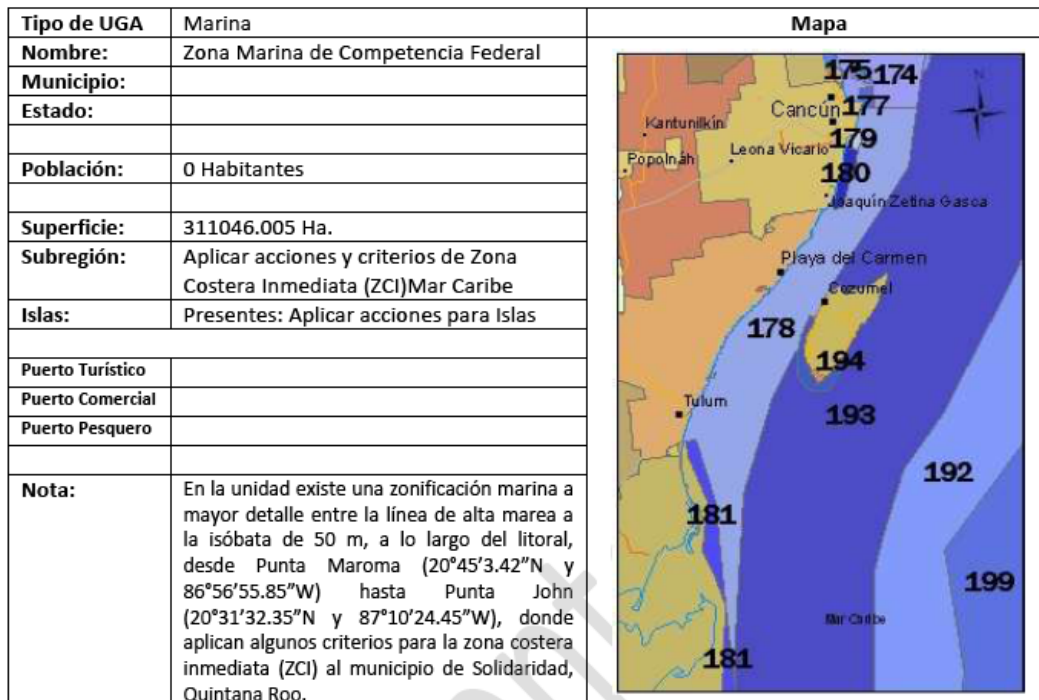 Tipo de UGA Marina
Nombre: Zona Marina de Competencia Federal
Municipio:
Estado:
Población: 0 Habitantes
Superficie: 311046.005 Ha.
Subregión: Aplicar acciones y criterios de Zona
Costera Inmediata (ZCI)Mar Caribe
Islas: Presentes: Aplicar acciones para Islas
Puerto Turístico
Puerto Comercial
Puerto Pesquero
Nota: En la unidad existe una zonificación marina a
mayor detalle entre la línea de alta marea a
la isóbata de 50 m, a lo largo del litoral,
desde Punta Maroma (20°45’3.42”N y
86°56’55.85”W) hasta Punta John
(20°31’32.35”N y 87°10’24.45”W), donde
aplican algunos criterios para la zona costera
inmediata (ZCI) al municipio de Solidaridad,
Quintana Roo.
Mapa
175 174
N
Cancún 177
Kantunilkín
179
Leona Vicario
Popolnáh
180
Joaquín Zetina Gasca
Playa del Carmen
Cozumel
178
194
Tulum
193
192
181
199
Mar Caribe
181